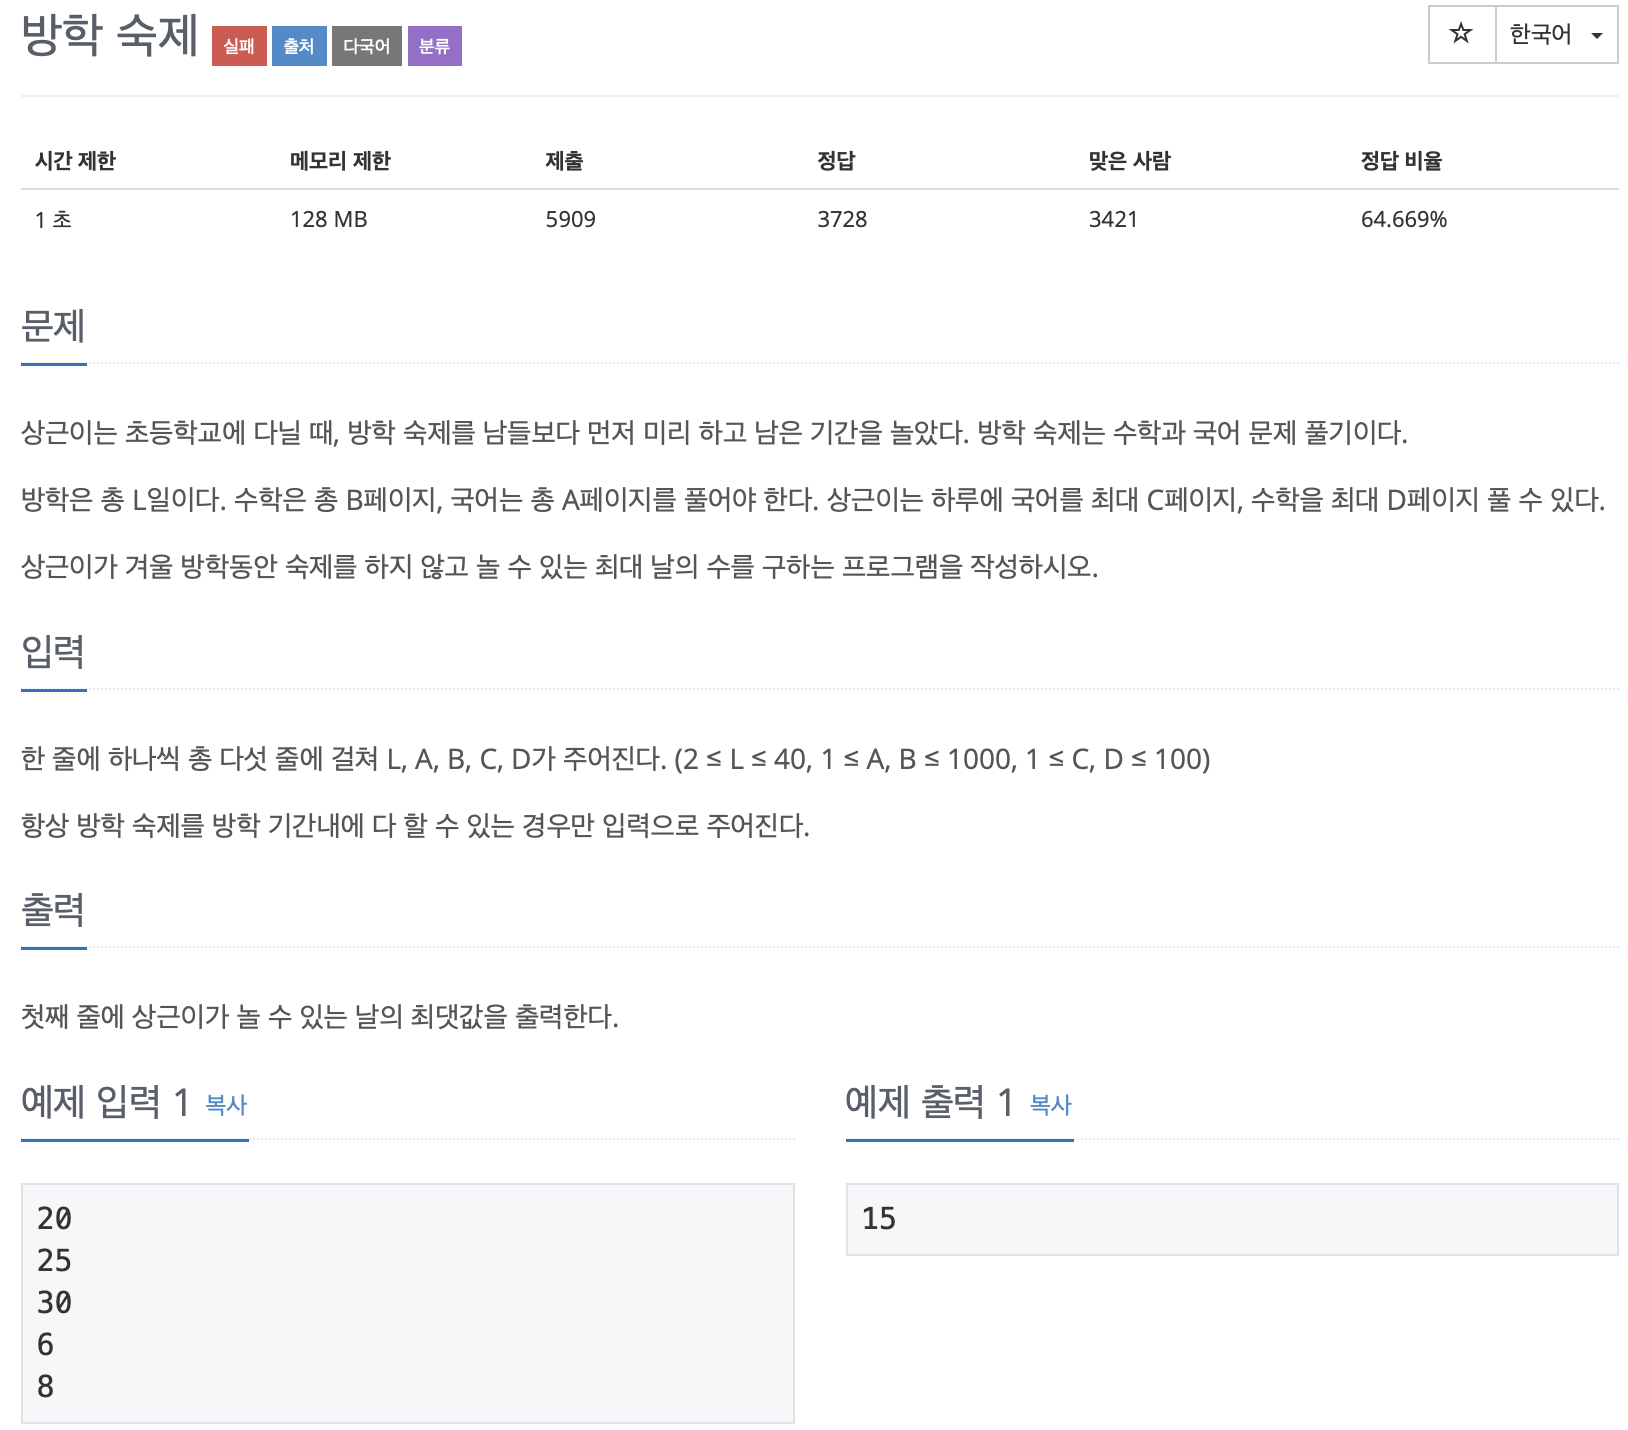 방학 숙제 실패 출처 다국어 분류 ☆ 한국어
시간 제한 메모리 제한 제출 정답 맞은 사람 정답 비율
1 초 128 MB 5909 3728 3421 64.669%
문제
상근이는 초등학교에 다닐 때, 방학 숙제를 남들보다 먼저 미리 하고 남은 기간을 놀았다. 방학 숙제는 수학과 국어 문제 풀기이다.
방학은 총 L일이다. 수학은 총 B페이지, 국어는 총 A페이지를 풀어야 한다. 상근이는 하루에 국어를 최대 C페이지, 수학을 최대 D페이지 풀 수 있다.
상근이가 겨울 방학동안 숙제를 하지 않고 놀 수 있는 최대 날의 수를 구하는 프로그램을 작성하시오.
입력
한 줄에 하나씩 총 다섯 줄에 걸쳐 L, A, B, C, D가 주어진다. (2 ≤ L ≤ 40, 1 ≤ A, B ≤ 1000, 1 ≤ C, D ≤ 100)
항상 방학 숙제를 방학 기간내에 다 할 수 있는 경우만 입력으로 주어진다.
출력
첫째 줄에 상근이가 놀 수 있는 날의 최댓값을 출력한다.
예제 입력 1 복사
20
25
30
6
8
예제 출력 1 복사
15